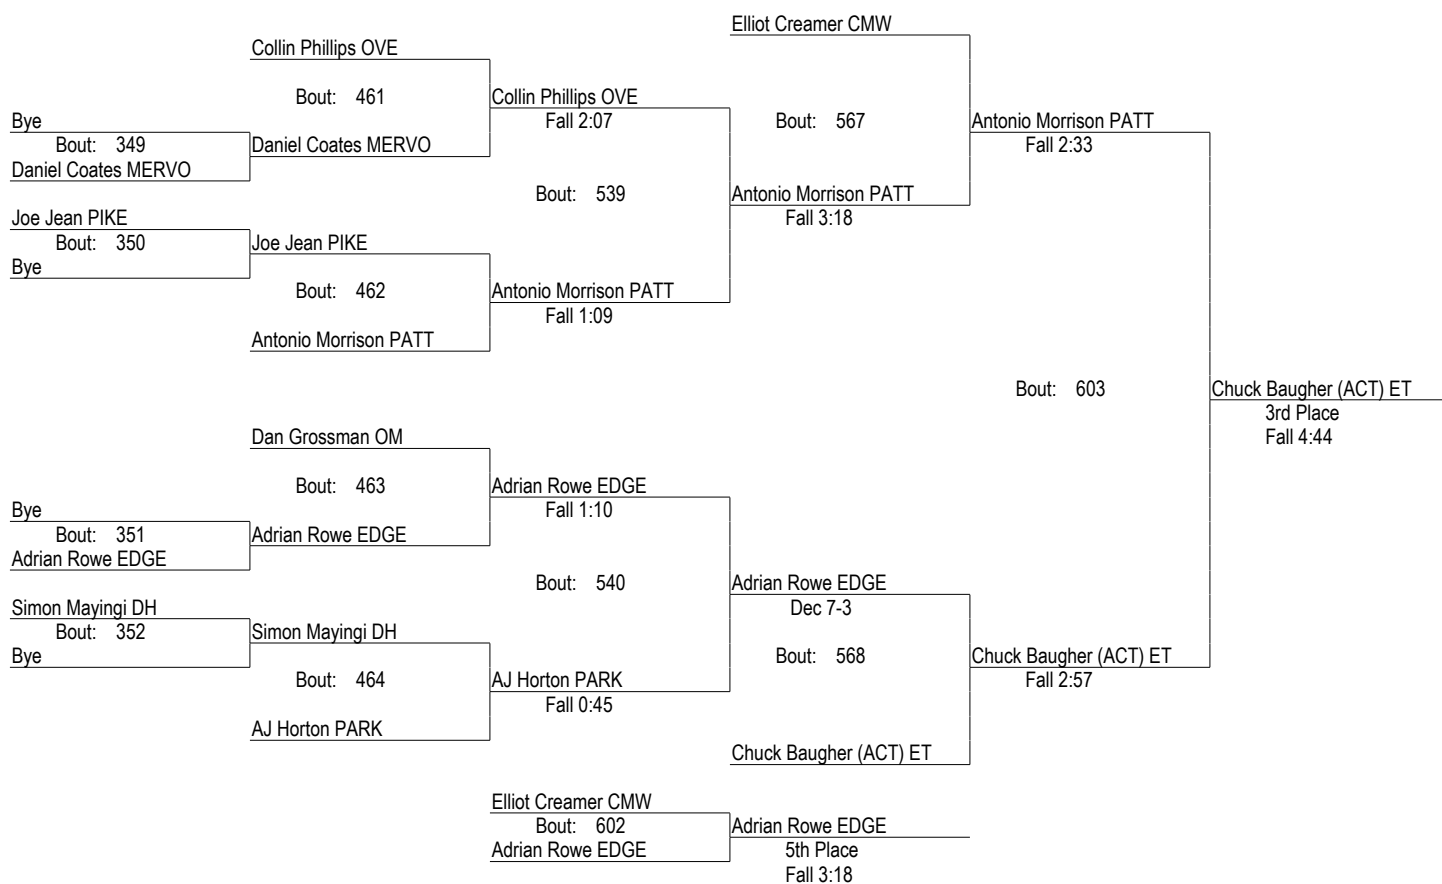 Elliot Creamer CMW
Collin Phillips OVE
Bout: 461
Collin Phillips OVE
Fall 2:07
Bye
Bout: 349
Daniel Coates MERVO
Daniel Coates MERVO
Bout: 567
Antonio Morrison PATT
Fall 2:33
Bout: 539
Antonio Morrison PATT
Fall 3:18
Joe Jean PIKE
Bout: 350
Bye
Joe Jean PIKE
Bout: 462
Antonio Morrison PATT
Fall 1:09
Antonio Morrison PATT
Bout: 603
Chuck Baugher (ACT) ET
3rd Place
Fall 4:44
Dan Grossman OM
Bout: 463
Adrian Rowe EDGE
Fall 1:10
Bye
Bout: 351
Adrian Rowe EDGE
Adrian Rowe EDGE
Bout: 540
Adrian Rowe EDGE
Dec 7-3
Simon Mayingi DH
Bout: 352
Bye
Simon Mayingi DH
Bout: 464
AJ Horton PARK
Fall 0:45
AJ Horton PARK
Bout: 568
Chuck Baugher (ACT) ET
Fall 2:57
Chuck Baugher (ACT) ET
Elliot Creamer CMW
Bout: 602
Adrian Rowe EDGE
Adrian Rowe EDGE
5th Place
Fall 3:18